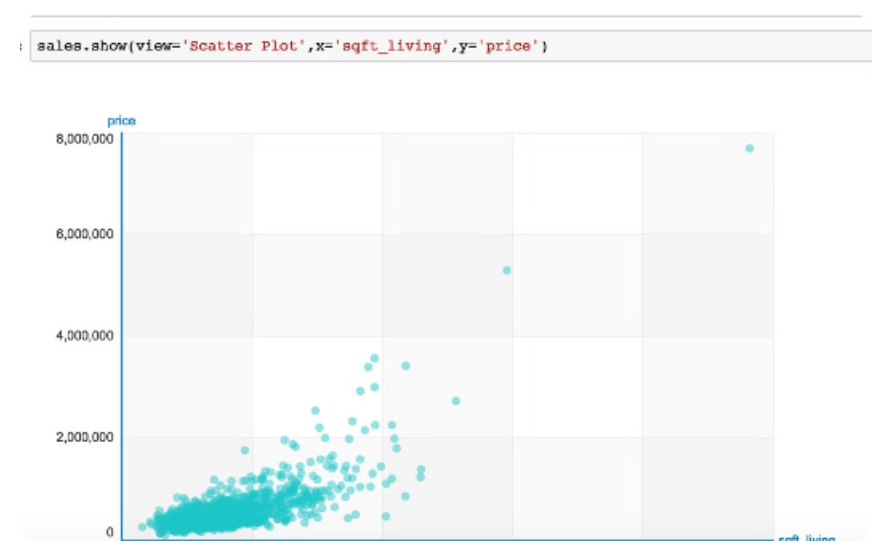 : sales.show(view='Scatter Plot',x='sqft_living',y='price')
price
8,000,000
6,000,000
4,000,000
2,000,000
0
sqft_living